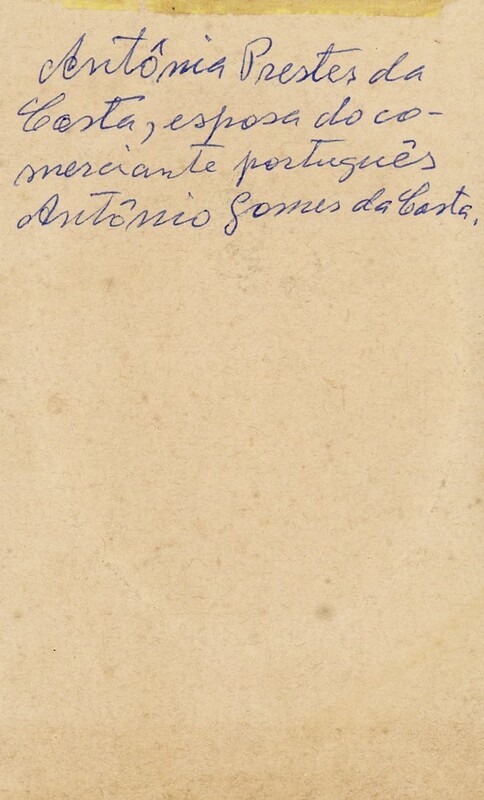 Antônia Prestes da
Costa, esposa do co-
merciante português
Antônio Gomes da Costa.